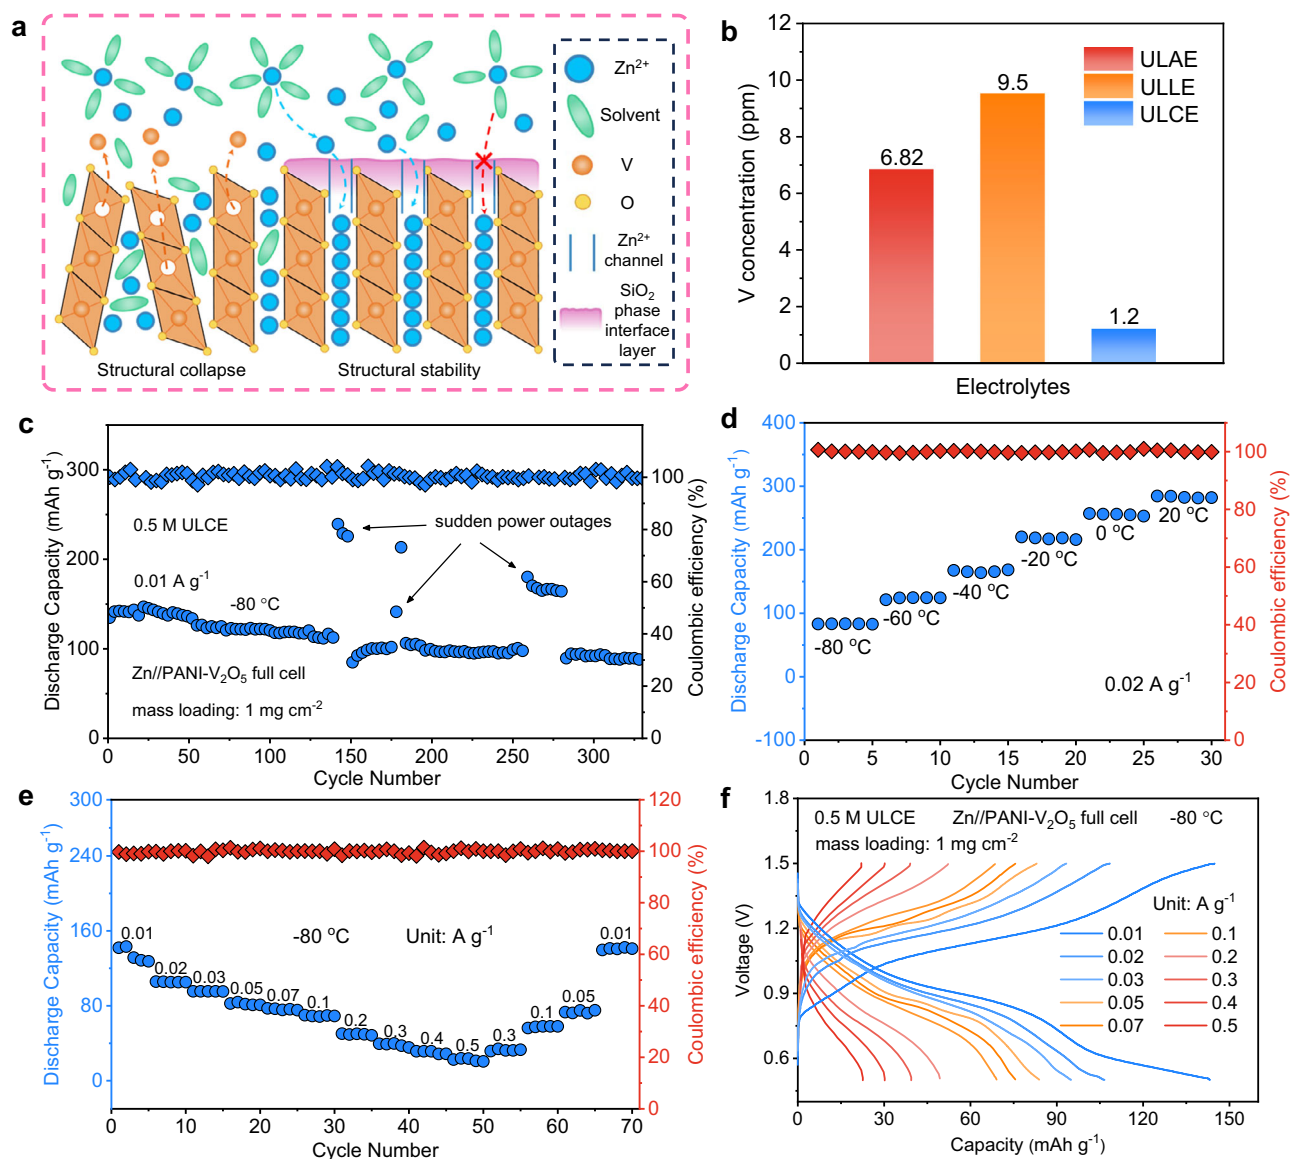 a
Zn²⁺
Solvent
V
O
Zn²⁺
channel
SiO₂
phase
interface
layer
Structural collapse
Structural stability
b
V concentration (ppm)
12
10
8
6
4
2
0
6.82
9.5
1.2
ULAE
ULLE
ULCE
Electrolytes
c
Discharge Capacity (mAh g⁻¹)
300
200
100
0
0.5 M ULCE
sudden power outages
0.01 A g⁻¹
-80 °C
Zn//PANI-V₂O₅ full cell
mass loading: 1 mg cm⁻²
100
80
60
40
20
0
Coulombic efficiency (%)
0 50 100 150 200 250 300
Cycle Number
d
Discharge Capacity (mAh g⁻¹)
400
300
200
100
0
-100
-80 °C
-60 °C
-40 °C
-20 °C
0 °C
20 °C
0.02 A g⁻¹
100
80
60
40
20
0
Coulombic efficiency (%)
0 5 10 15 20 25 30
Cycle Number
e
Discharge Capacity (mAh g⁻¹)
300
240
160
80
0
0.01
0.02
0.03
0.05
0.07
0.1
0.2
0.3
0.4
0.5
0.3
0.1
0.05
0.01
-80 °C
Unit: A g⁻¹
120
100
80
60
40
20
0
Coulombic efficiency (%)
0 10 20 30 40 50 60 70
Cycle Number
f
Voltage (V)
1.8
1.5
1.2
0.9
0.6
0.5 M ULCE Zn//PANI-V₂O₅ full cell -80 °C
mass loading: 1 mg cm⁻²
Unit: A g⁻¹
0.01 0.1
0.02 0.2
0.03 0.3
0.05 0.4
0.07 0.5
0 30 60 90 120 150
Capacity (mAh g⁻¹)